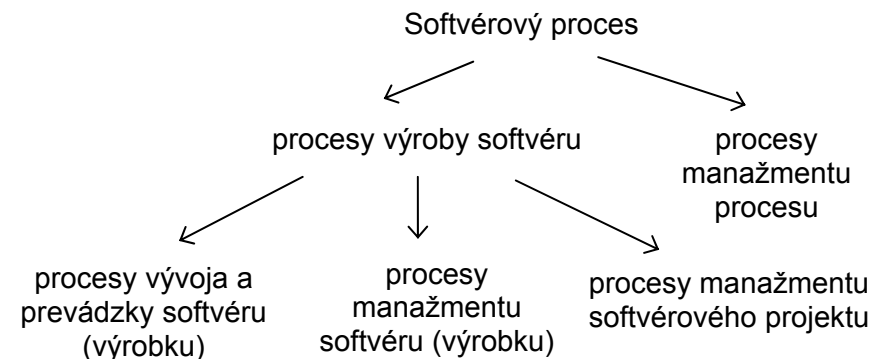 Softvérový proces
procesy výroby softvéru
procesy
manažmentu
procesu
procesy vývoja a
prevádzky softvéru
(výrobku)
procesy
manažmentu
softvéru (výrobku)
procesy manažmentu
softvérového projektu